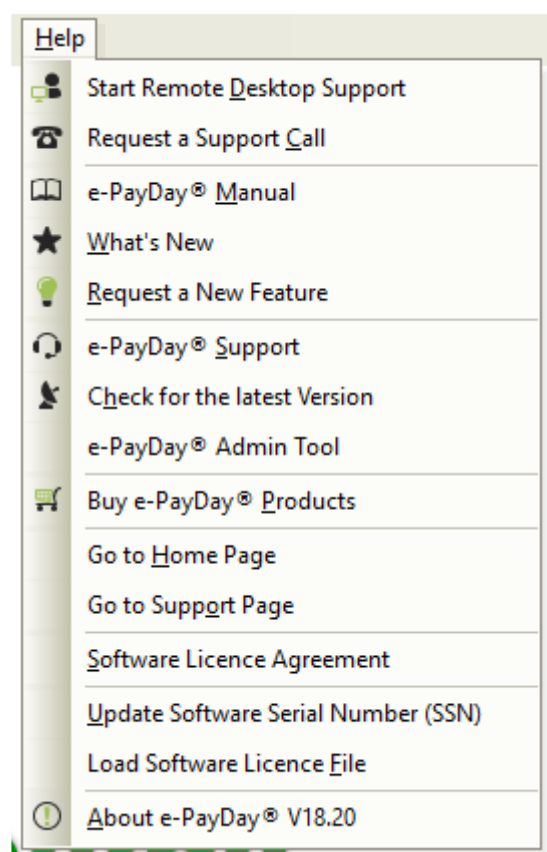 Help
Start Remote Desktop Support
Request a Support Call
e-PayDay® Manual
What's New
Request a New Feature
e-PayDay® Support
Check for the latest Version
e-PayDay® Admin Tool
Buy e-PayDay® Products
Go to Home Page
Go to Support Page
Software Licence Agreement
Update Software Serial Number (SSN)
Load Software Licence File
About e-PayDay® V18.20